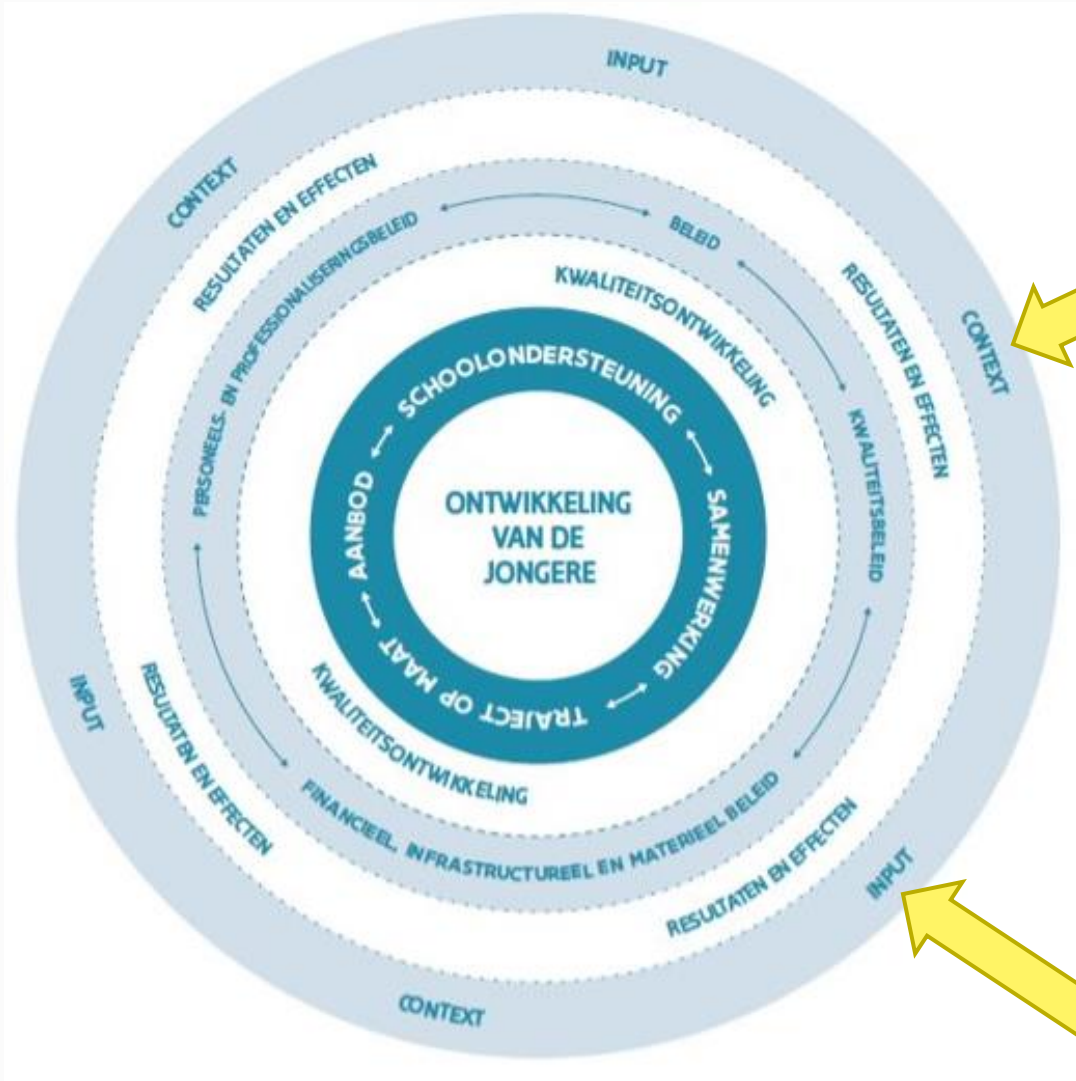 INPUT
CONTEXT
RESULTATEN EN EFFECTEN
PERSONEELS- EN PROFESSIONALISERINGSBELEID
BELEID
KWALITEITSONTWIKKELING
RESULTATEN EN EFFECTEN
CONTEXT
SCHOOLONDERSTEUNING
KWALITEITSBELEID
AANBOD
SAMENWERKING
ONTWIKKELING
VAN DE
JONGERE
TRAJECT OP MAAT
KWALITEITSONTWIKKELING
INPUT
RESULTATEN EN EFFECTEN
FINANCIEEL, INFRASTRUCTUREEL EN MATERIEEL BELEID
RESULTATEN EN EFFECTEN
INPUT
CONTEXT